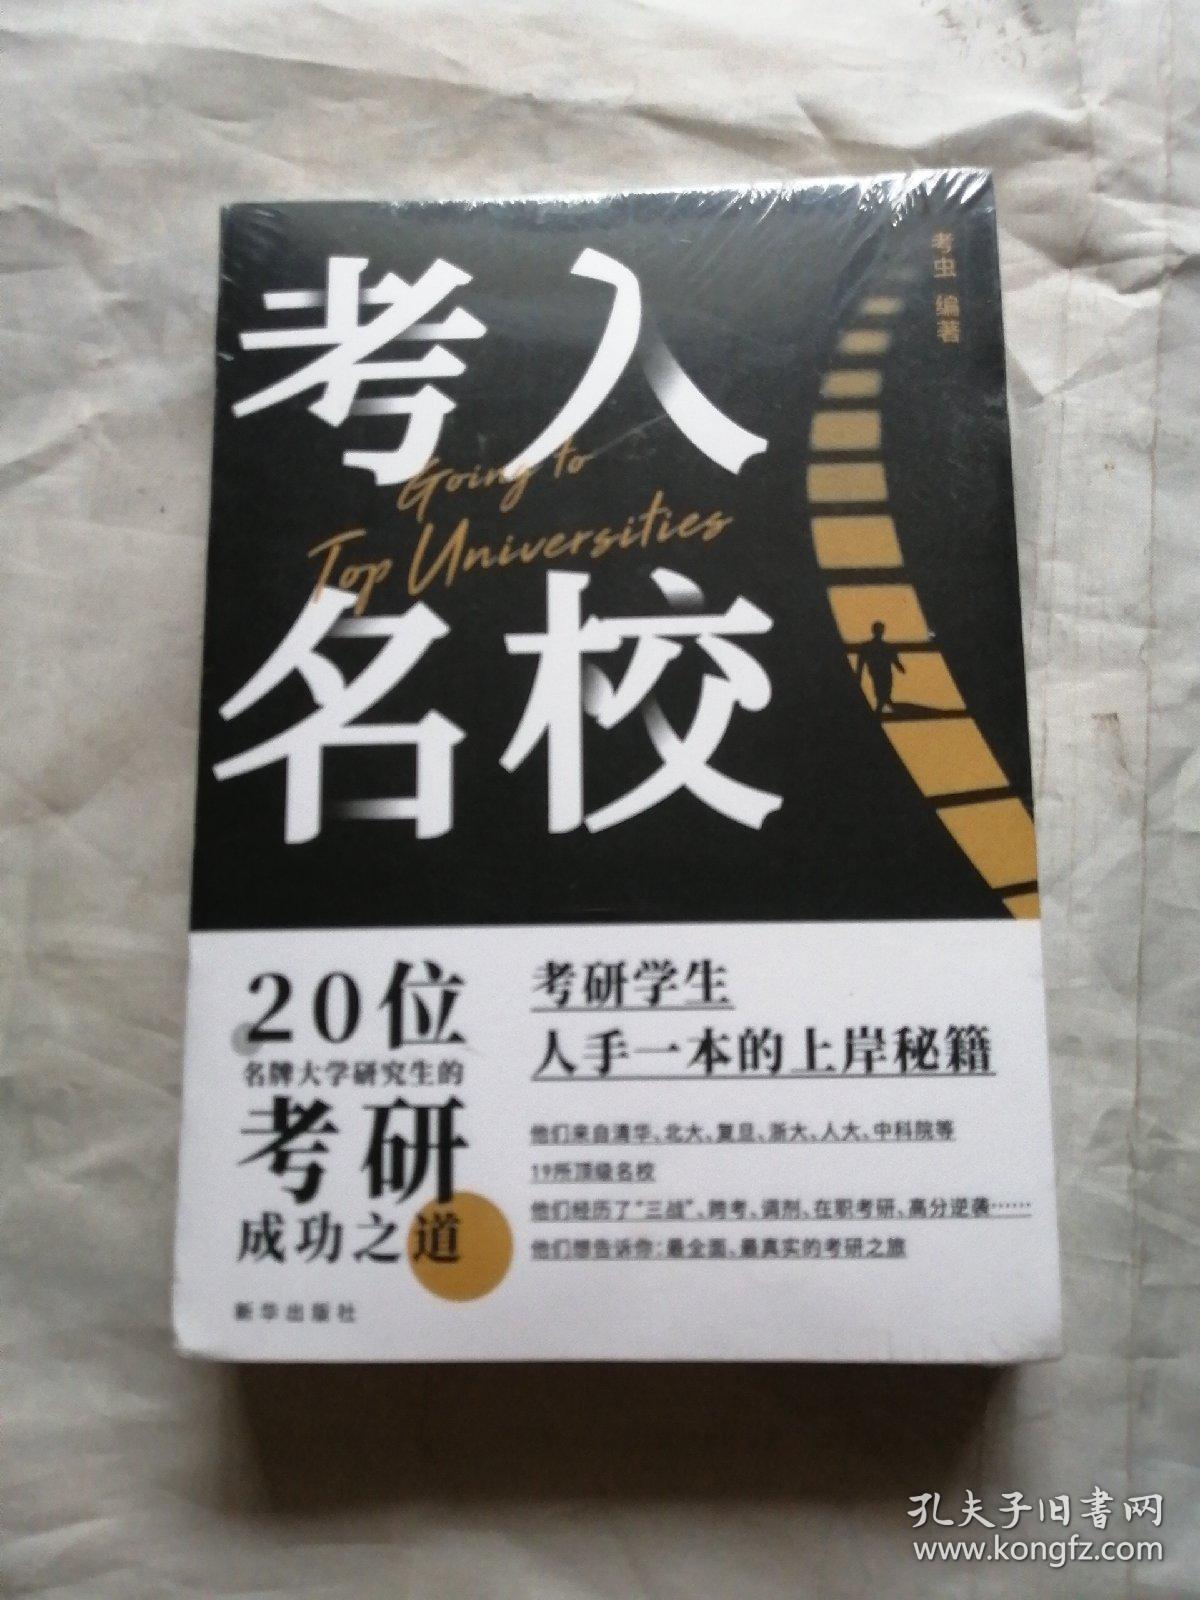 考虫 编著
考入
Going to
Top Universities
名校
20位
名牌大学研究生的
考研
成功之道
新华出版社
考研学生
人手一本的上岸秘籍
他们来自清华、北大、复旦、浙大、人大、中科院等
19所顶级名校
他们经历了“三战”、跨考、调剂、在职考研、高分逆袭……
他们想告诉你：最全面、最真实的考研之旅
孔夫子旧书网
www.kongfz.com